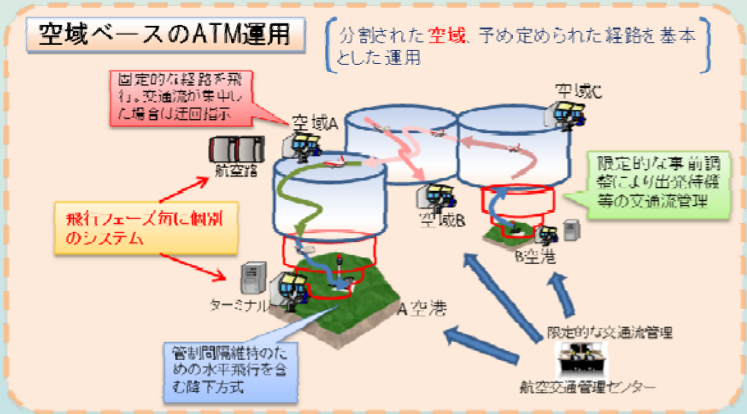 空域ベースのATM運用
分割された空域、予め定められた経路を基本
とした運用
固定的な経路を飛
行。交通流が集中し
た場合は迂回指示
空域A
空域C
航空路
限定的な事前調
整により出発待機
等の交通流管理
飛行フェーズ毎に個別
のシステム
空域B
B空港
ターミナル
A空港
管制間隔維持のた
めの水平飛行を含
む降下方式
限定的な交通流管理
航空交通管理センター